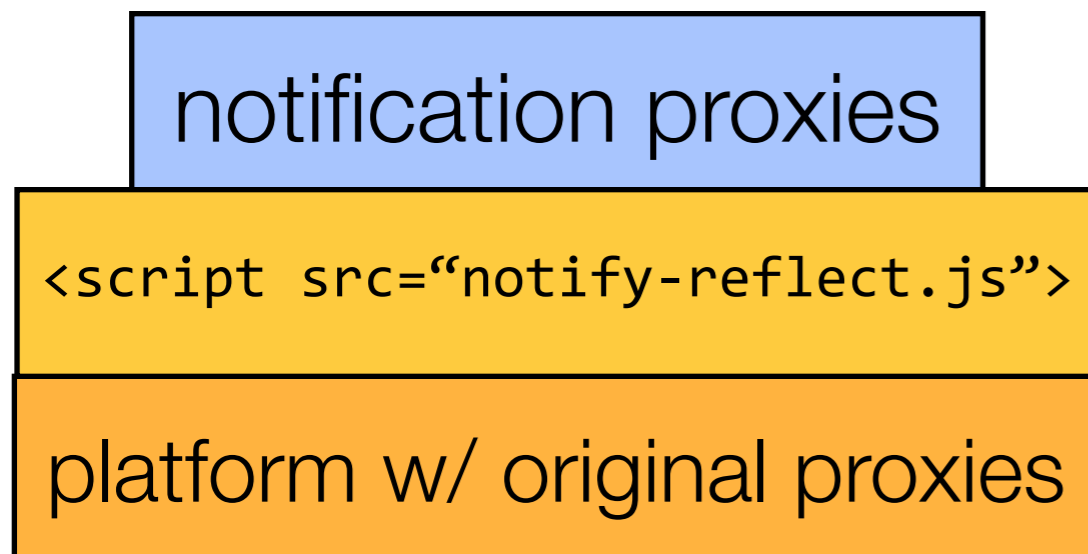 notification proxies
<script src=“notify-reflect.js”>
platform w/ original proxies